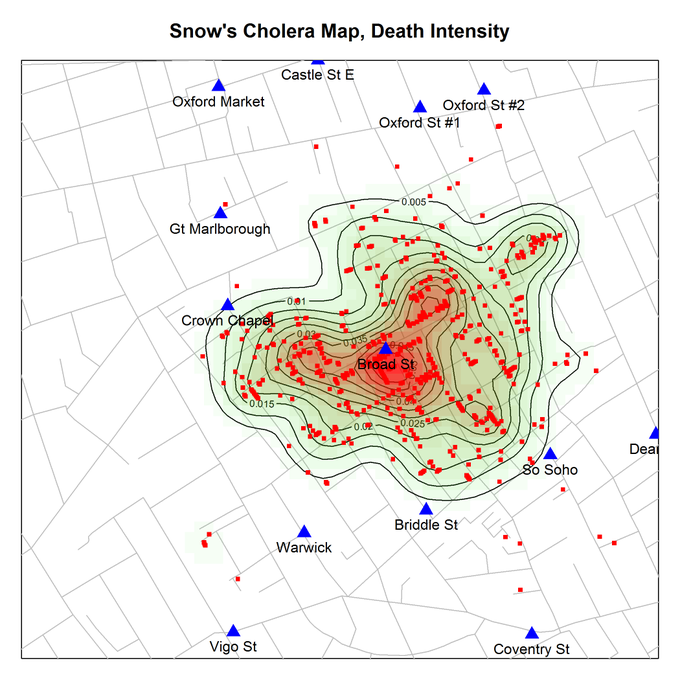 Snow's Cholera Map, Death Intensity
Castle St E
Oxford Market
Oxford St #2
Oxford St #1
0.005
Gt Marlborough
0.01
Crown Chapel
0.03
0.035
Broad St
0.015
0.02
0.025
Dear
So Soho
Briddle St
Warwick
Vigo St
Coventry St